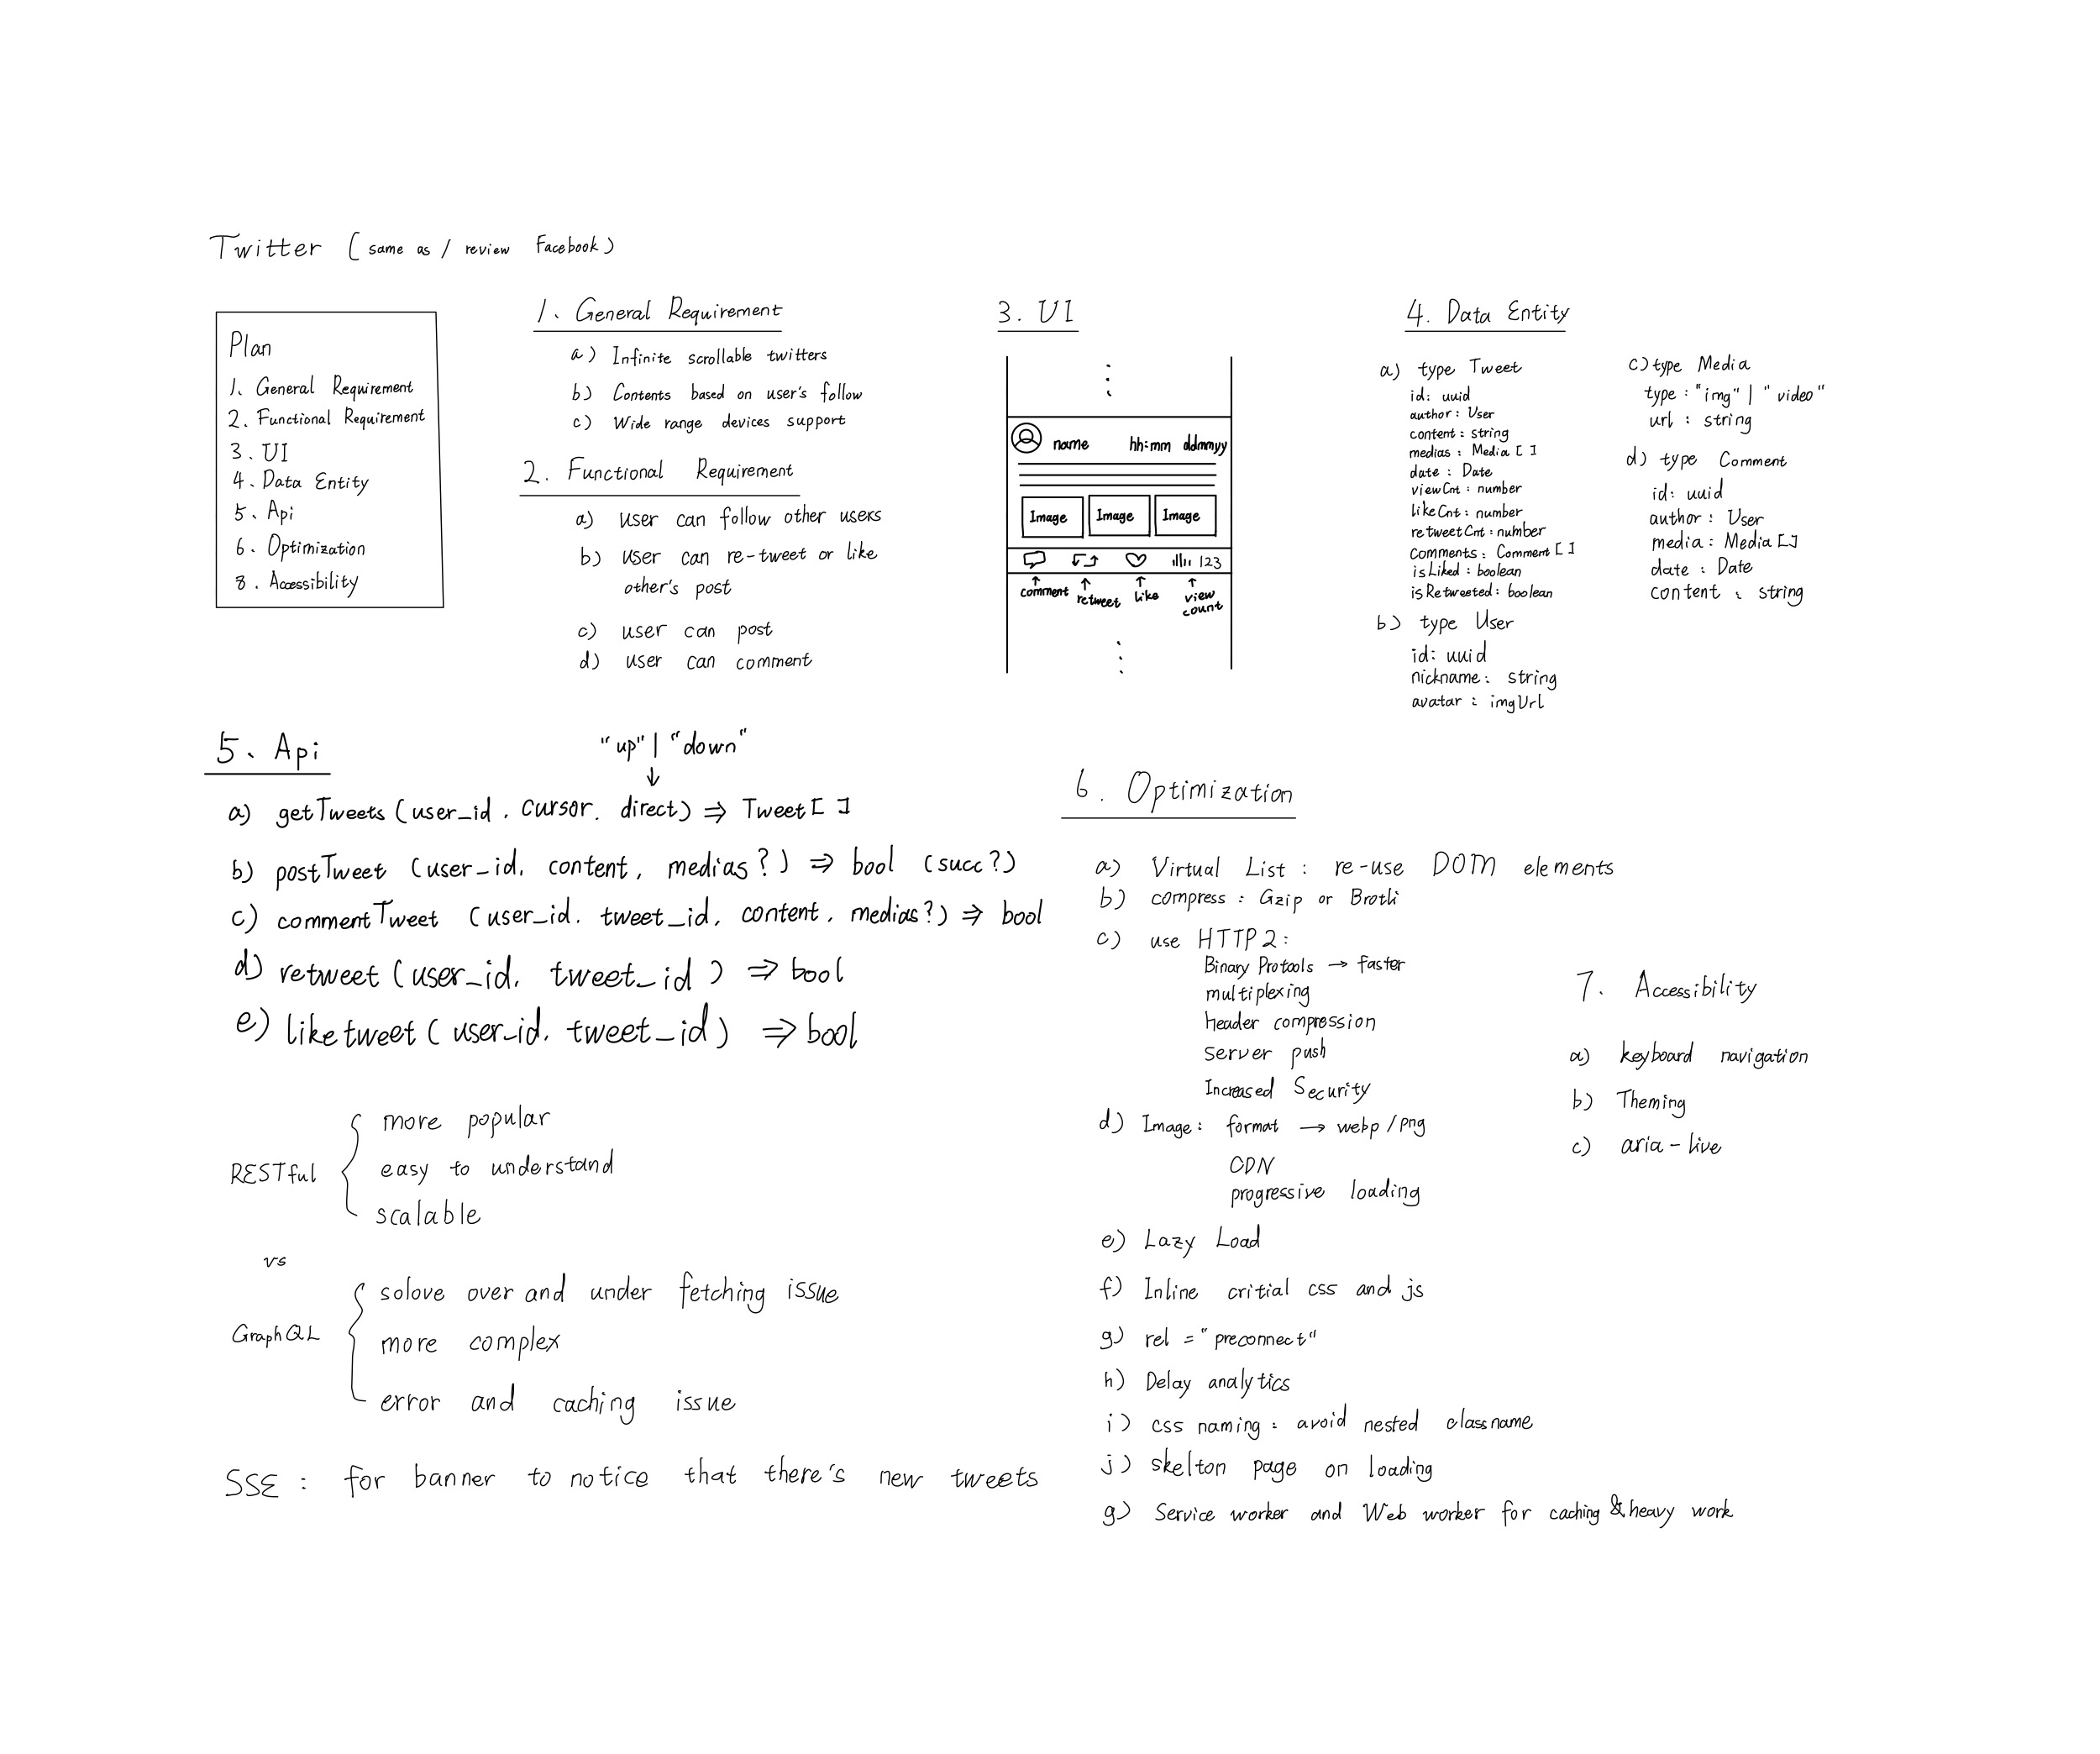 Twitter ( same as / review Facebook )
Plan
1. General Requirement
2. Functional Requirement
3. UI
4. Data Entity
5. Api
6. Optimization
8. Accessibility
1. General Requirement
a) Infinite scrollable twitters
b) Contents based on user's follow
c) Wide range devices support
2. Functional Requirement
a) user can follow other users
b) user can re-tweet or like
other's post
c) user can post
d) user can comment
3. UI
name hh:mm ddmmyy
Image Image Image
123
comment retweet like view count
4. Data Entity
a) type Tweet
id: uuid
author: User
content: string
medias: Media[]
date: Date
viewCnt: number
likeCnt: number
retweetCnt: number
Comments: Comment[]
isLiked: boolean
isRetweeted: boolean
b) type User
id: uuid
nickname: string
avatar: imgUrl
c) type Media
type: "img" | "video"
url: string
d) type Comment
id: uuid
author: User
media: Media[]
date: Date
content: string
5. Api
"up" | "down"
↓
a) getTweets (user_id, cursor, direct) ⇒ Tweet[]
b) postTweet (user_id, content, medias?) ⇒ bool (succ?)
c) commentTweet (user_id, tweet_id, content, medias?) ⇒ bool
d) retweet (user_id, tweet_id) ⇒ bool
e) liketweet (user_id, tweet_id) ⇒ bool
RESTful
more popular
easy to understand
scalable
vs
GraphQL
solove over and under fetching issue
more complex
error and caching issue
SSE : for banner to notice that there's new tweets
6. Optimization
a) Virtual List : re-use DOM elements
b) compress : Gzip or Brotli
c) use HTTP2:
Binary Protools → faster
multiplexing
header compression
server push
Increased Security
d) Image: format → webp/png
CDN
progressive loading
e) Lazy Load
f) Inline critial css and js
g) rel = "preconnect"
h) Delay analytics
i) css naming : avoid nested classname
j) skelton page on loading
g) Service worker and Web worker for caching & heavy work
7. Accessibility
a) keyboard navigation
b) Theming
c) aria-live